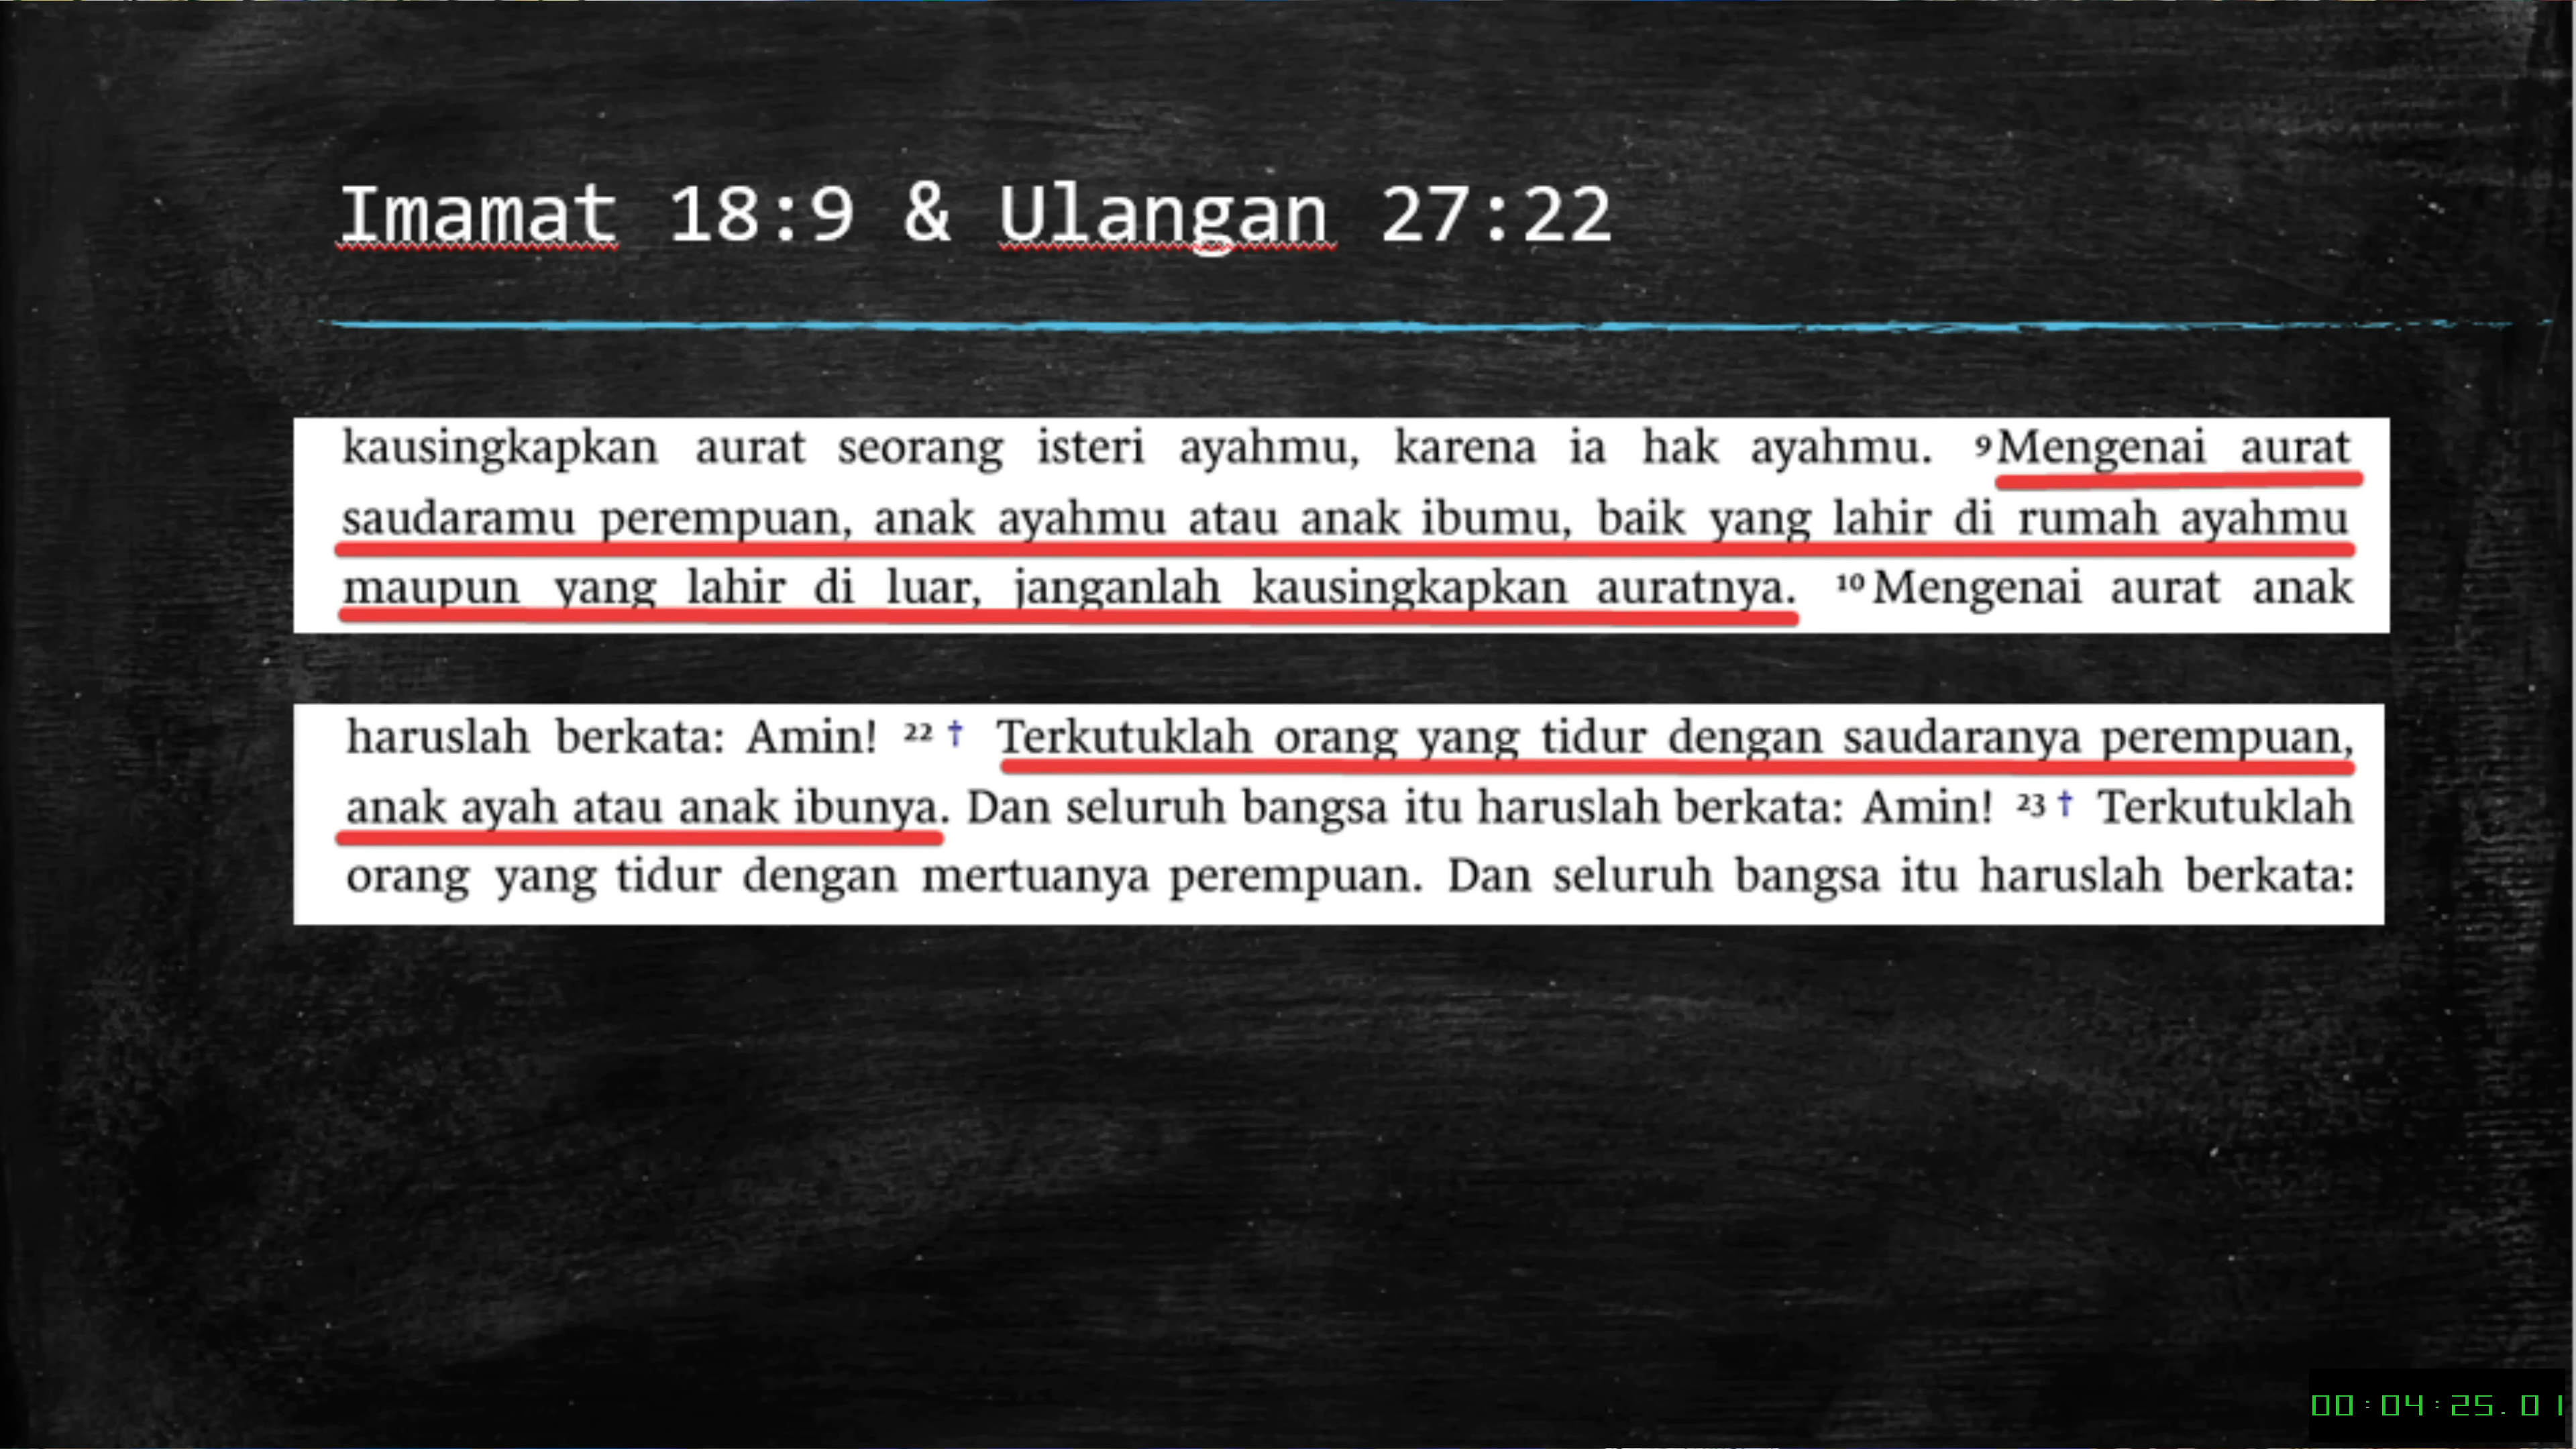 Imamat 18:9 & Ulangan 27:22
kausingkapkan aurat seorang isteri ayahmu, karena ia hak ayahmu. 9Mengenai aurat
saudaramu perempuan, anak ayahmu atau anak ibumu, baik yang lahir di rumah ayahmu
maupun yang lahir di luar, janganlah kausingkapkan auratnya. 10Mengenai aurat anak
haruslah berkata: Amin! 22 † Terkutuklah orang yang tidur dengan saudaranya perempuan,
anak ayah atau anak ibunya. Dan seluruh bangsa itu haruslah berkata: Amin! 23 † Terkutuklah
orang yang tidur dengan mertuanya perempuan. Dan seluruh bangsa itu haruslah berkata:
00:04:25.01